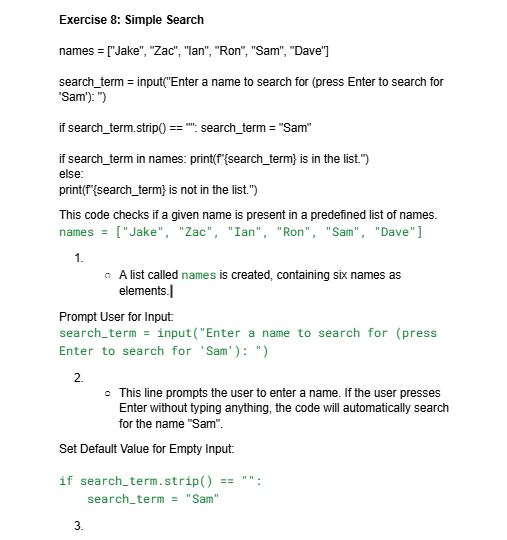 Exercise 8: Simple Search
names = ["Jake", "Zac", "Ian", "Ron", "Sam", "Dave"]
search_term = input("Enter a name to search for (press Enter to search for
'Sam'): ")
if search_term.strip() == "": search_term = "Sam"
if search_term in names: print(f"{search_term} is in the list.")
else:
print(f"{search_term} is not in the list.")
This code checks if a given name is present in a predefined list of names.
names = ["Jake", "Zac", "Ian", "Ron", "Sam", "Dave"]
1.
○ A list called names is created, containing six names as
elements.
Prompt User for Input:
search_term = input("Enter a name to search for (press
Enter to search for 'Sam'): ")
2.
○ This line prompts the user to enter a name. If the user presses
Enter without typing anything, the code will automatically search
for the name "Sam".
Set Default Value for Empty Input:
if search_term.strip() == "":
    search_term = "Sam"
3.